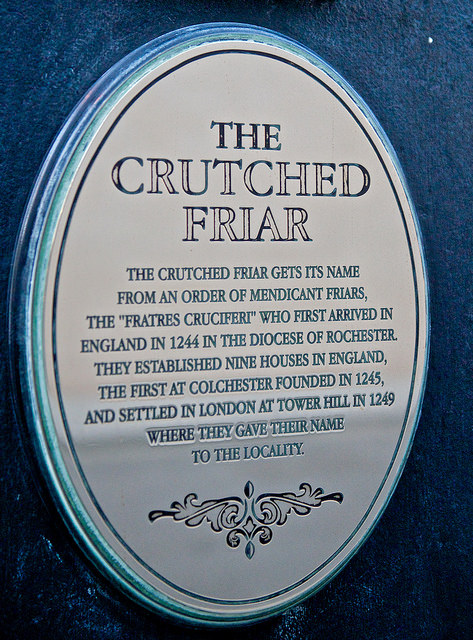 THE
CRUTCHED
FRIAR
THE CRUTCHED FRIAR GETS ITS NAME
FROM AN ORDER OF MENDICANT FRIARS,
THE "FRATRES CRUCIFERI" WHO FIRST ARRIVED IN
ENGLAND IN 1244 IN THE DIOCESE OF ROCHESTER.
THEY ESTABLISHED NINE HOUSES IN ENGLAND,
THE FIRST AT COLCHESTER FOUNDED IN 1245,
AND SETTLED IN LONDON AT TOWER HILL IN 1249
WHERE THEY GAVE THEIR NAME
TO THE LOCALITY.